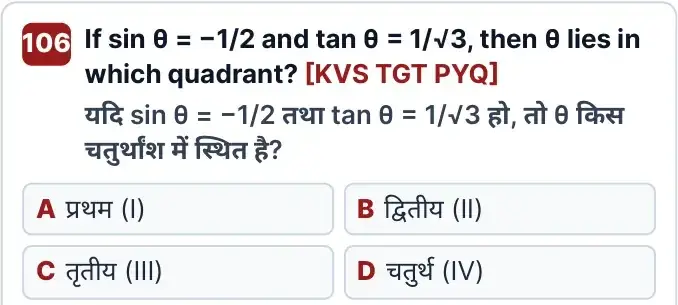 106 If sin θ = −1/2 and tan θ = 1/√3, then θ lies in
which quadrant? [KVS TGT PYQ]
यदि sin θ = −1/2 तथा tan θ = 1/√3 हो, तो θ किस
चतुर्थांश में स्थित है?
A प्रथम (I)
B द्वितीय (II)
C तृतीय (III)
D चतुर्थ (IV)